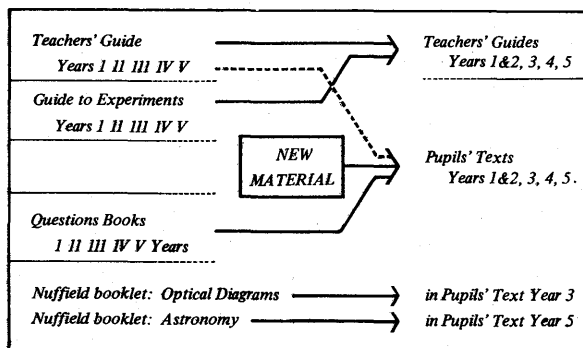 Teachers' Guide
Years I II III IV V
Guide to Experiments
Years I II III IV V
NEW
MATERIAL
Questions Books
I II III IV V Years
Teachers' Guides
Years 1&2, 3, 4, 5
Pupils' Texts
Years 1&2, 3, 4, 5.
Nuffield booklet: Optical Diagrams in Pupils' Text Year 3
Nuffield booklet: Astronomy in Pupils' Text Year 5